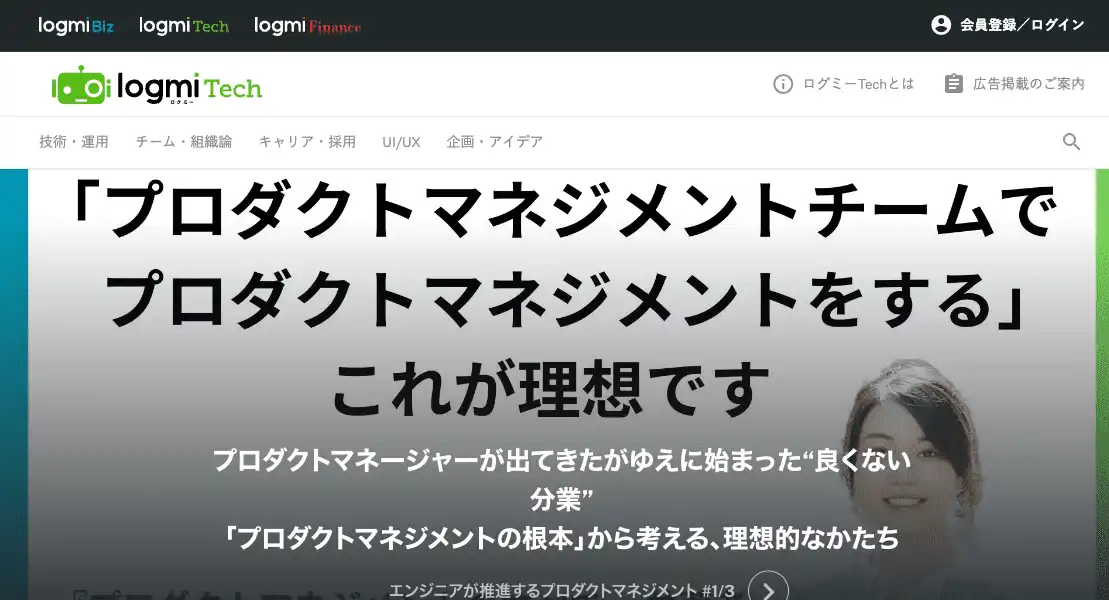 logmi Biz logmi Tech logmi Finance 会員登録／ログイン
logmi Tech
ログミー
ログミーTechとは 広告掲載のご案内
技術・運用 チーム・組織論 キャリア・採用 UI/UX 企画・アイデア
「プロダクトマネジメントチームで
プロダクトマネジメントをする」
これが理想です
プロダクトマネージャーが出てきたがゆえに始まった“良くない
分業”
「プロダクトマネジメントの根本」から考える、理想的なかたち
エンジニアが推進するプロダクトマネジメント #1/3